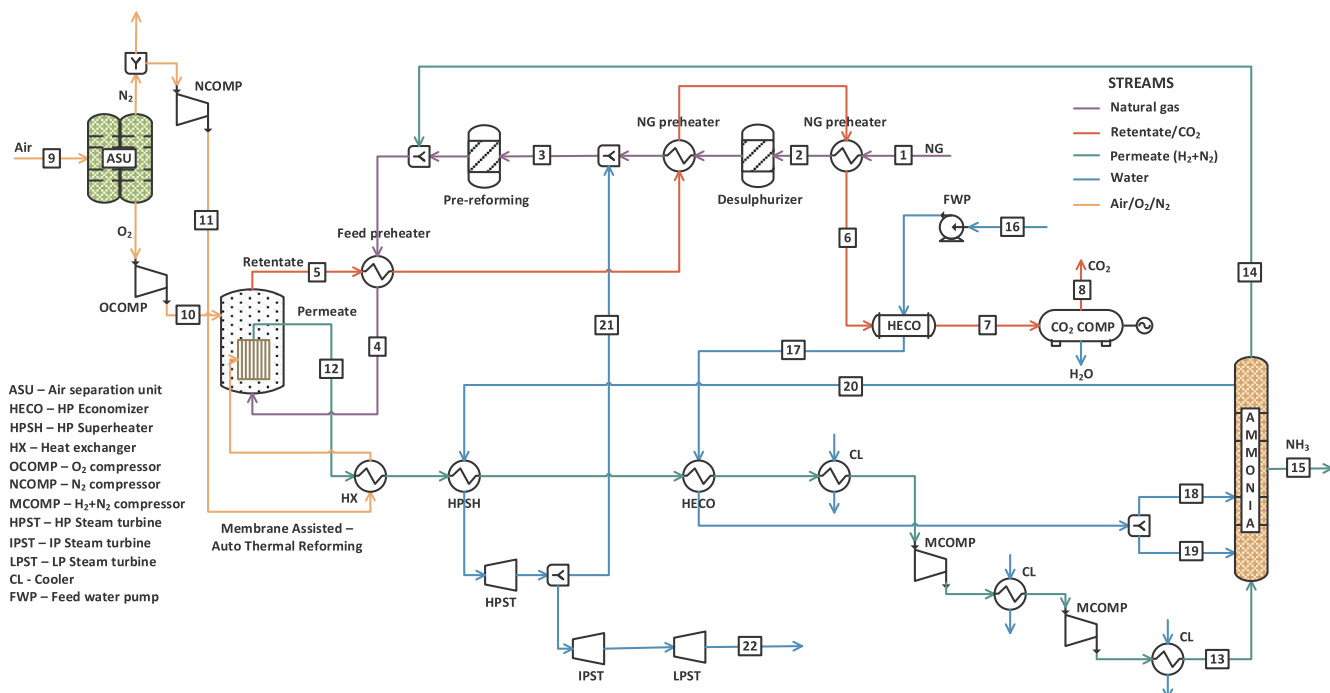 STREAMS
Natural gas
Retentate/CO₂
Permeate (H₂+N₂)
Water
Air/O₂/N₂
NCOMP
N₂
Air
9
ASU
O₂
OCOMP
10
11
Pre-reforming
3
NG preheater
Desulphurizer
2
NG preheater
1
NG
FWP
16
6
Feed preheater
Retentate
5
Permeate
4
12
21
17
HECO
7
CO₂ COMP
8
CO₂
H₂O
14
20
ASU – Air separation unit
HECO – HP Economizer
HPSH – HP Superheater
HX – Heat exchanger
OCOMP – O₂ compressor
NCOMP – N₂ compressor
MCOMP – H₂+N₂ compressor
HPST – HP Steam turbine
IPST – IP Steam turbine
LPST – LP Steam turbine
CL - Cooler
FWP – Feed water pump
HX
HPSH
HECO
CL
Membrane Assisted –
Auto Thermal Reforming
HPST
IPST
LPST
22
MCOMP
CL
MCOMP
CL
13
18
19
AMMONIA
NH₃
15